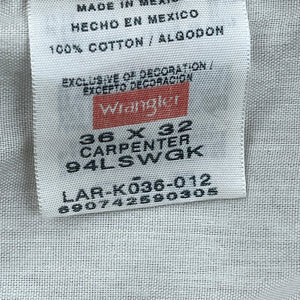 MADE IN MEXICO
HECHO EN MEXICO
100% COTTON / ALGODON
EXCLUSIVE OF DECORATION /
EXCEPTO DECORACION
Wrangler
36 X 32
CARPENTER
94LSWGK
LAR-K036-012
690742590305